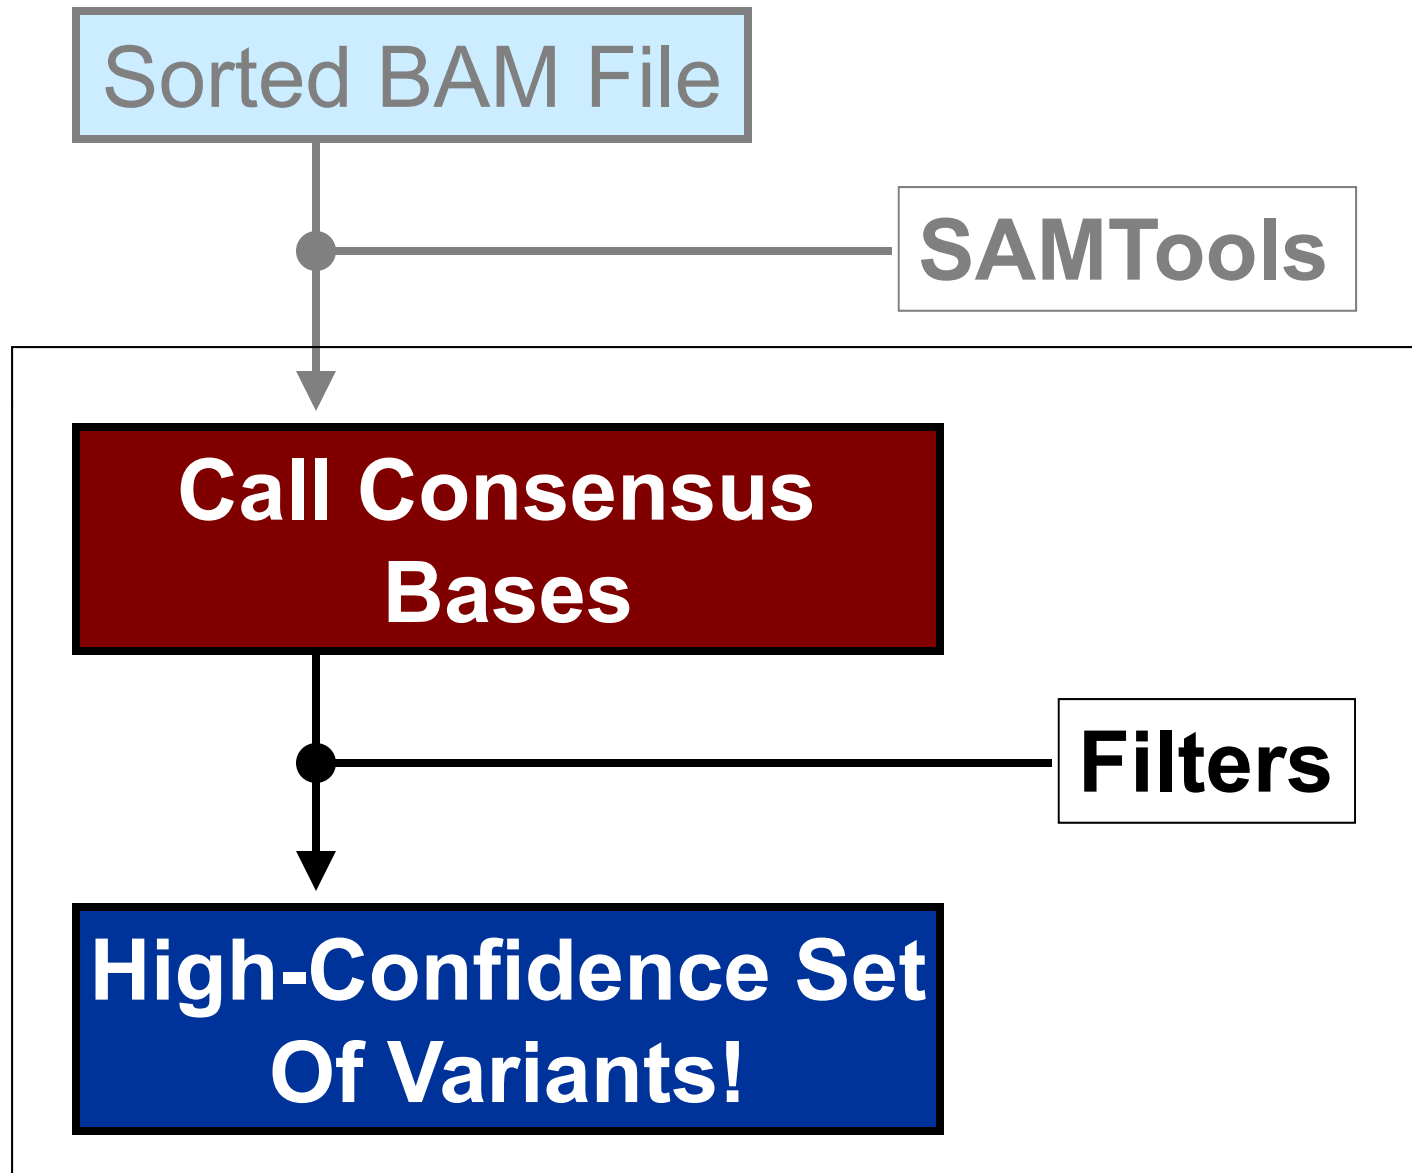 Sorted BAM File
SAMTools
Call Consensus
Bases
Filters
High-Confidence Set
Of Variants!